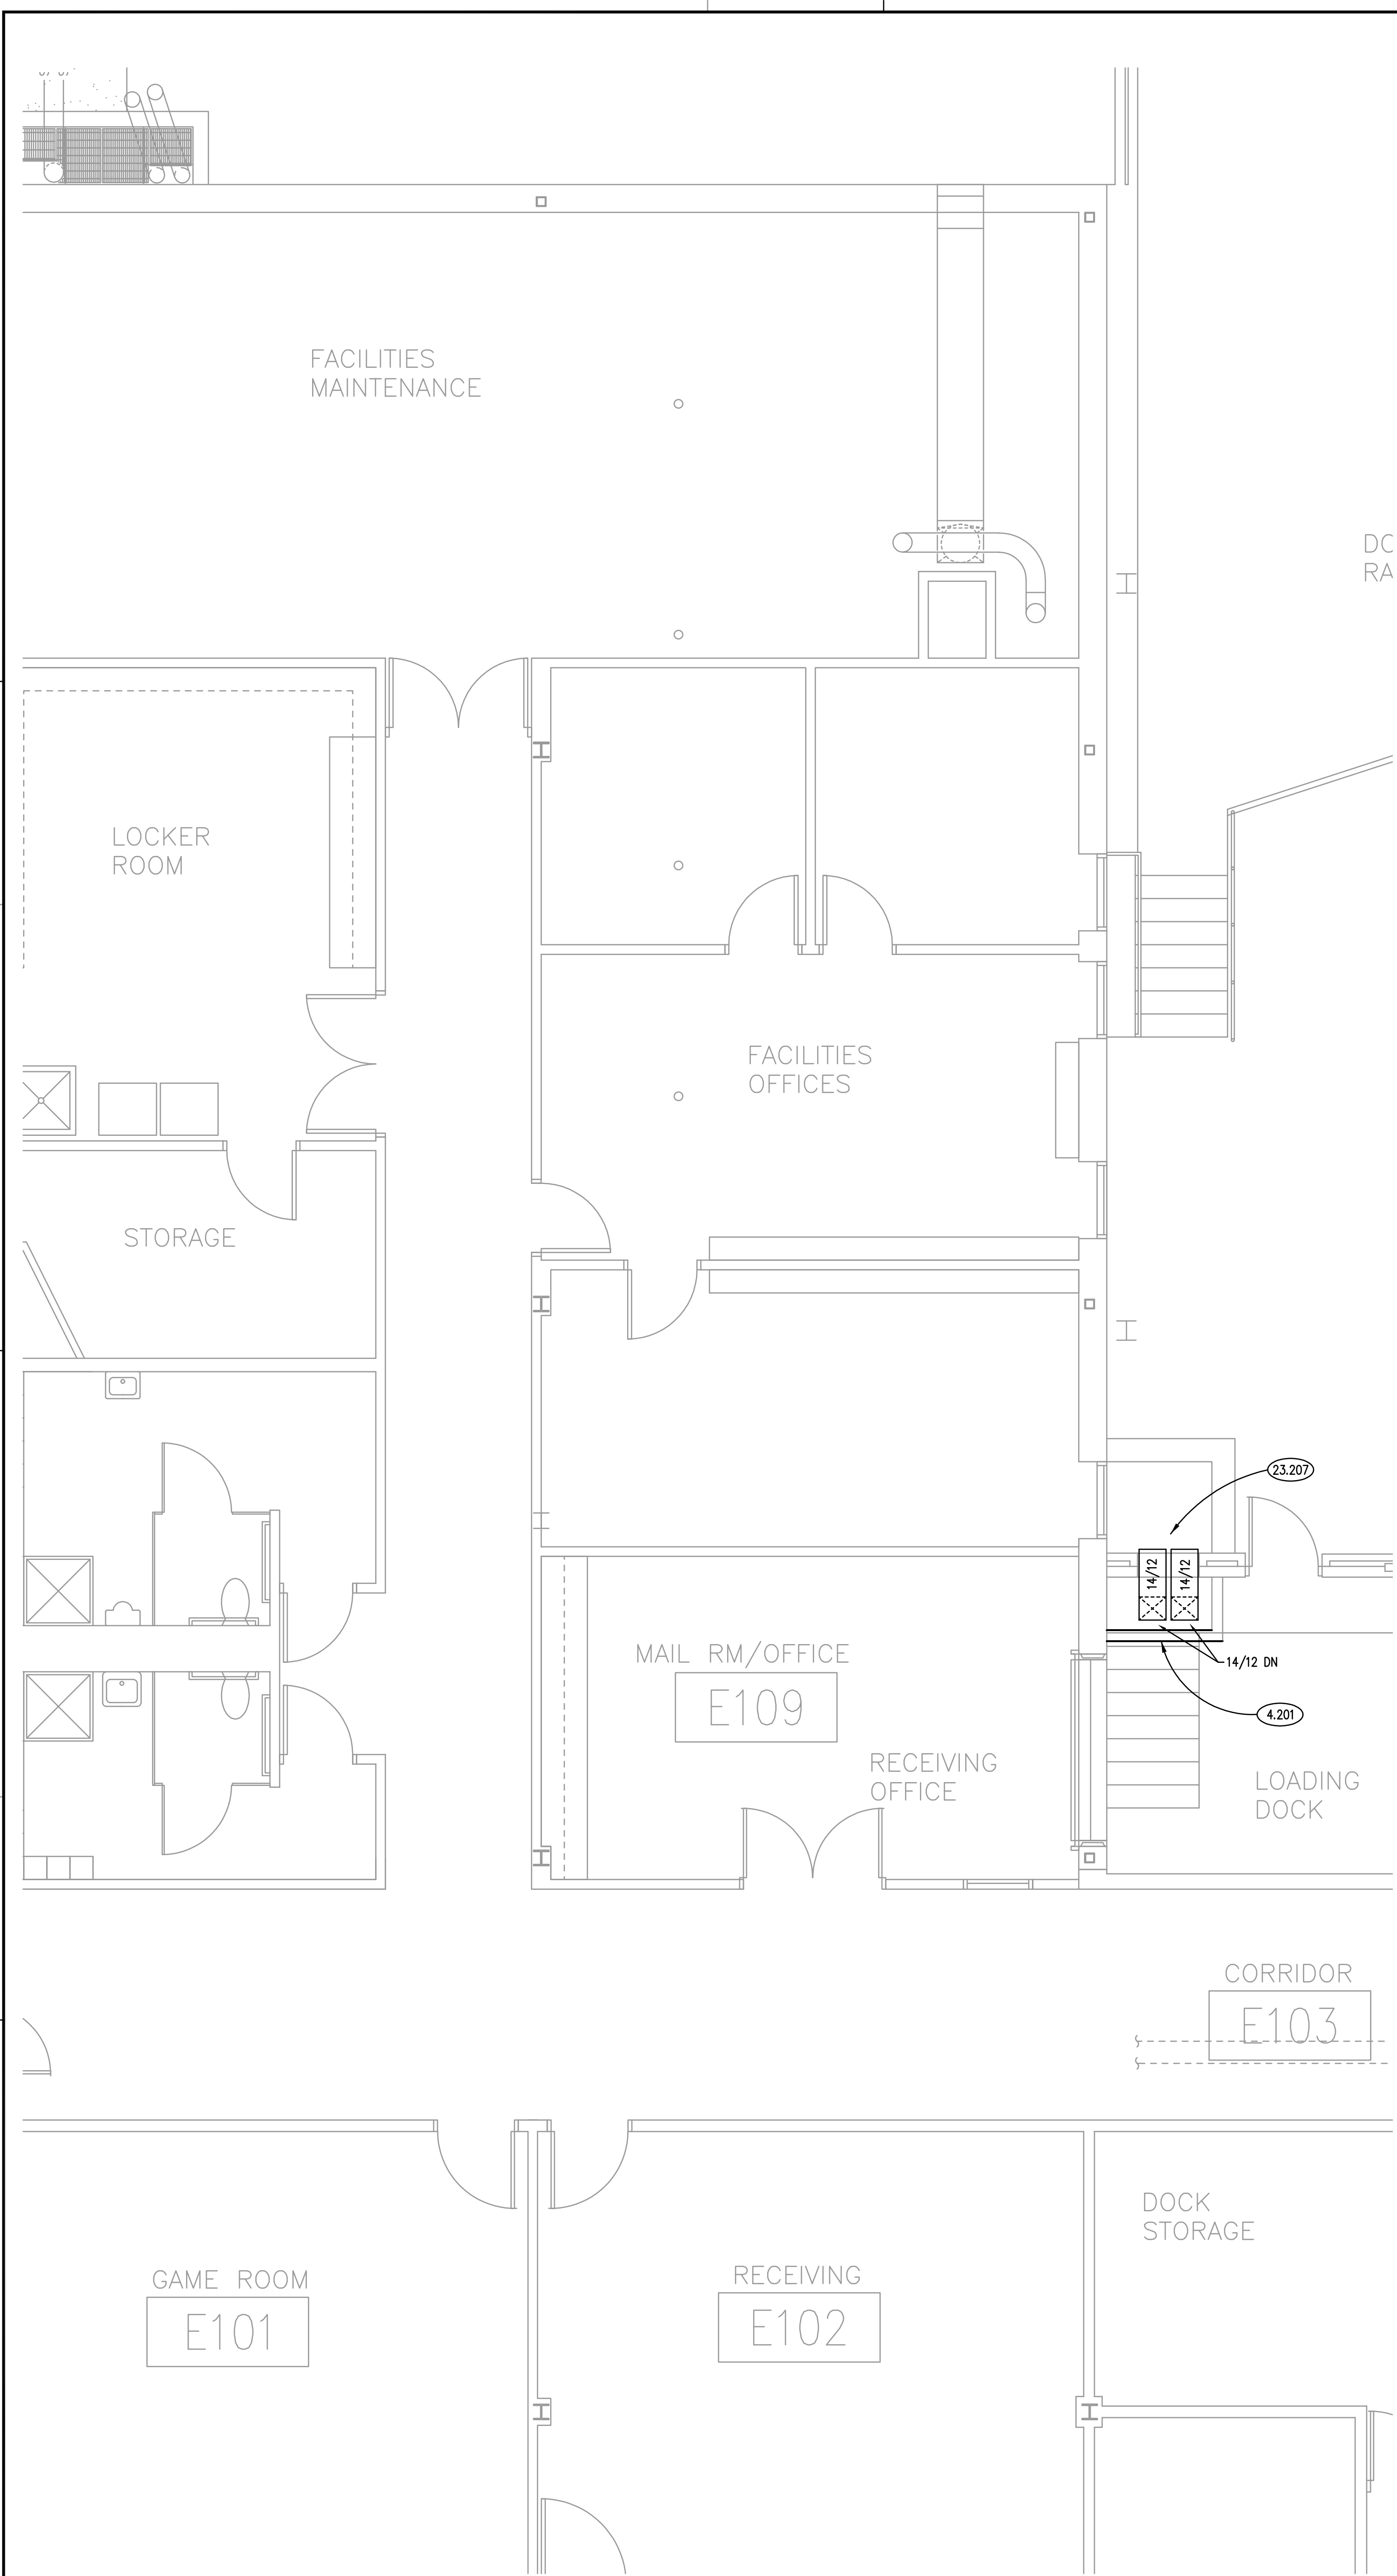 FACILITIES
MAINTENANCE
LOCKER
ROOM
FACILITIES
OFFICES
STORAGE
23.207
14/12
14/12
14/12 DN
4.201
MAIL RM/OFFICE
E109
RECEIVING
OFFICE
LOADING
DOCK
CORRIDOR
E103
DOCK
STORAGE
GAME ROOM
E101
RECEIVING
E102